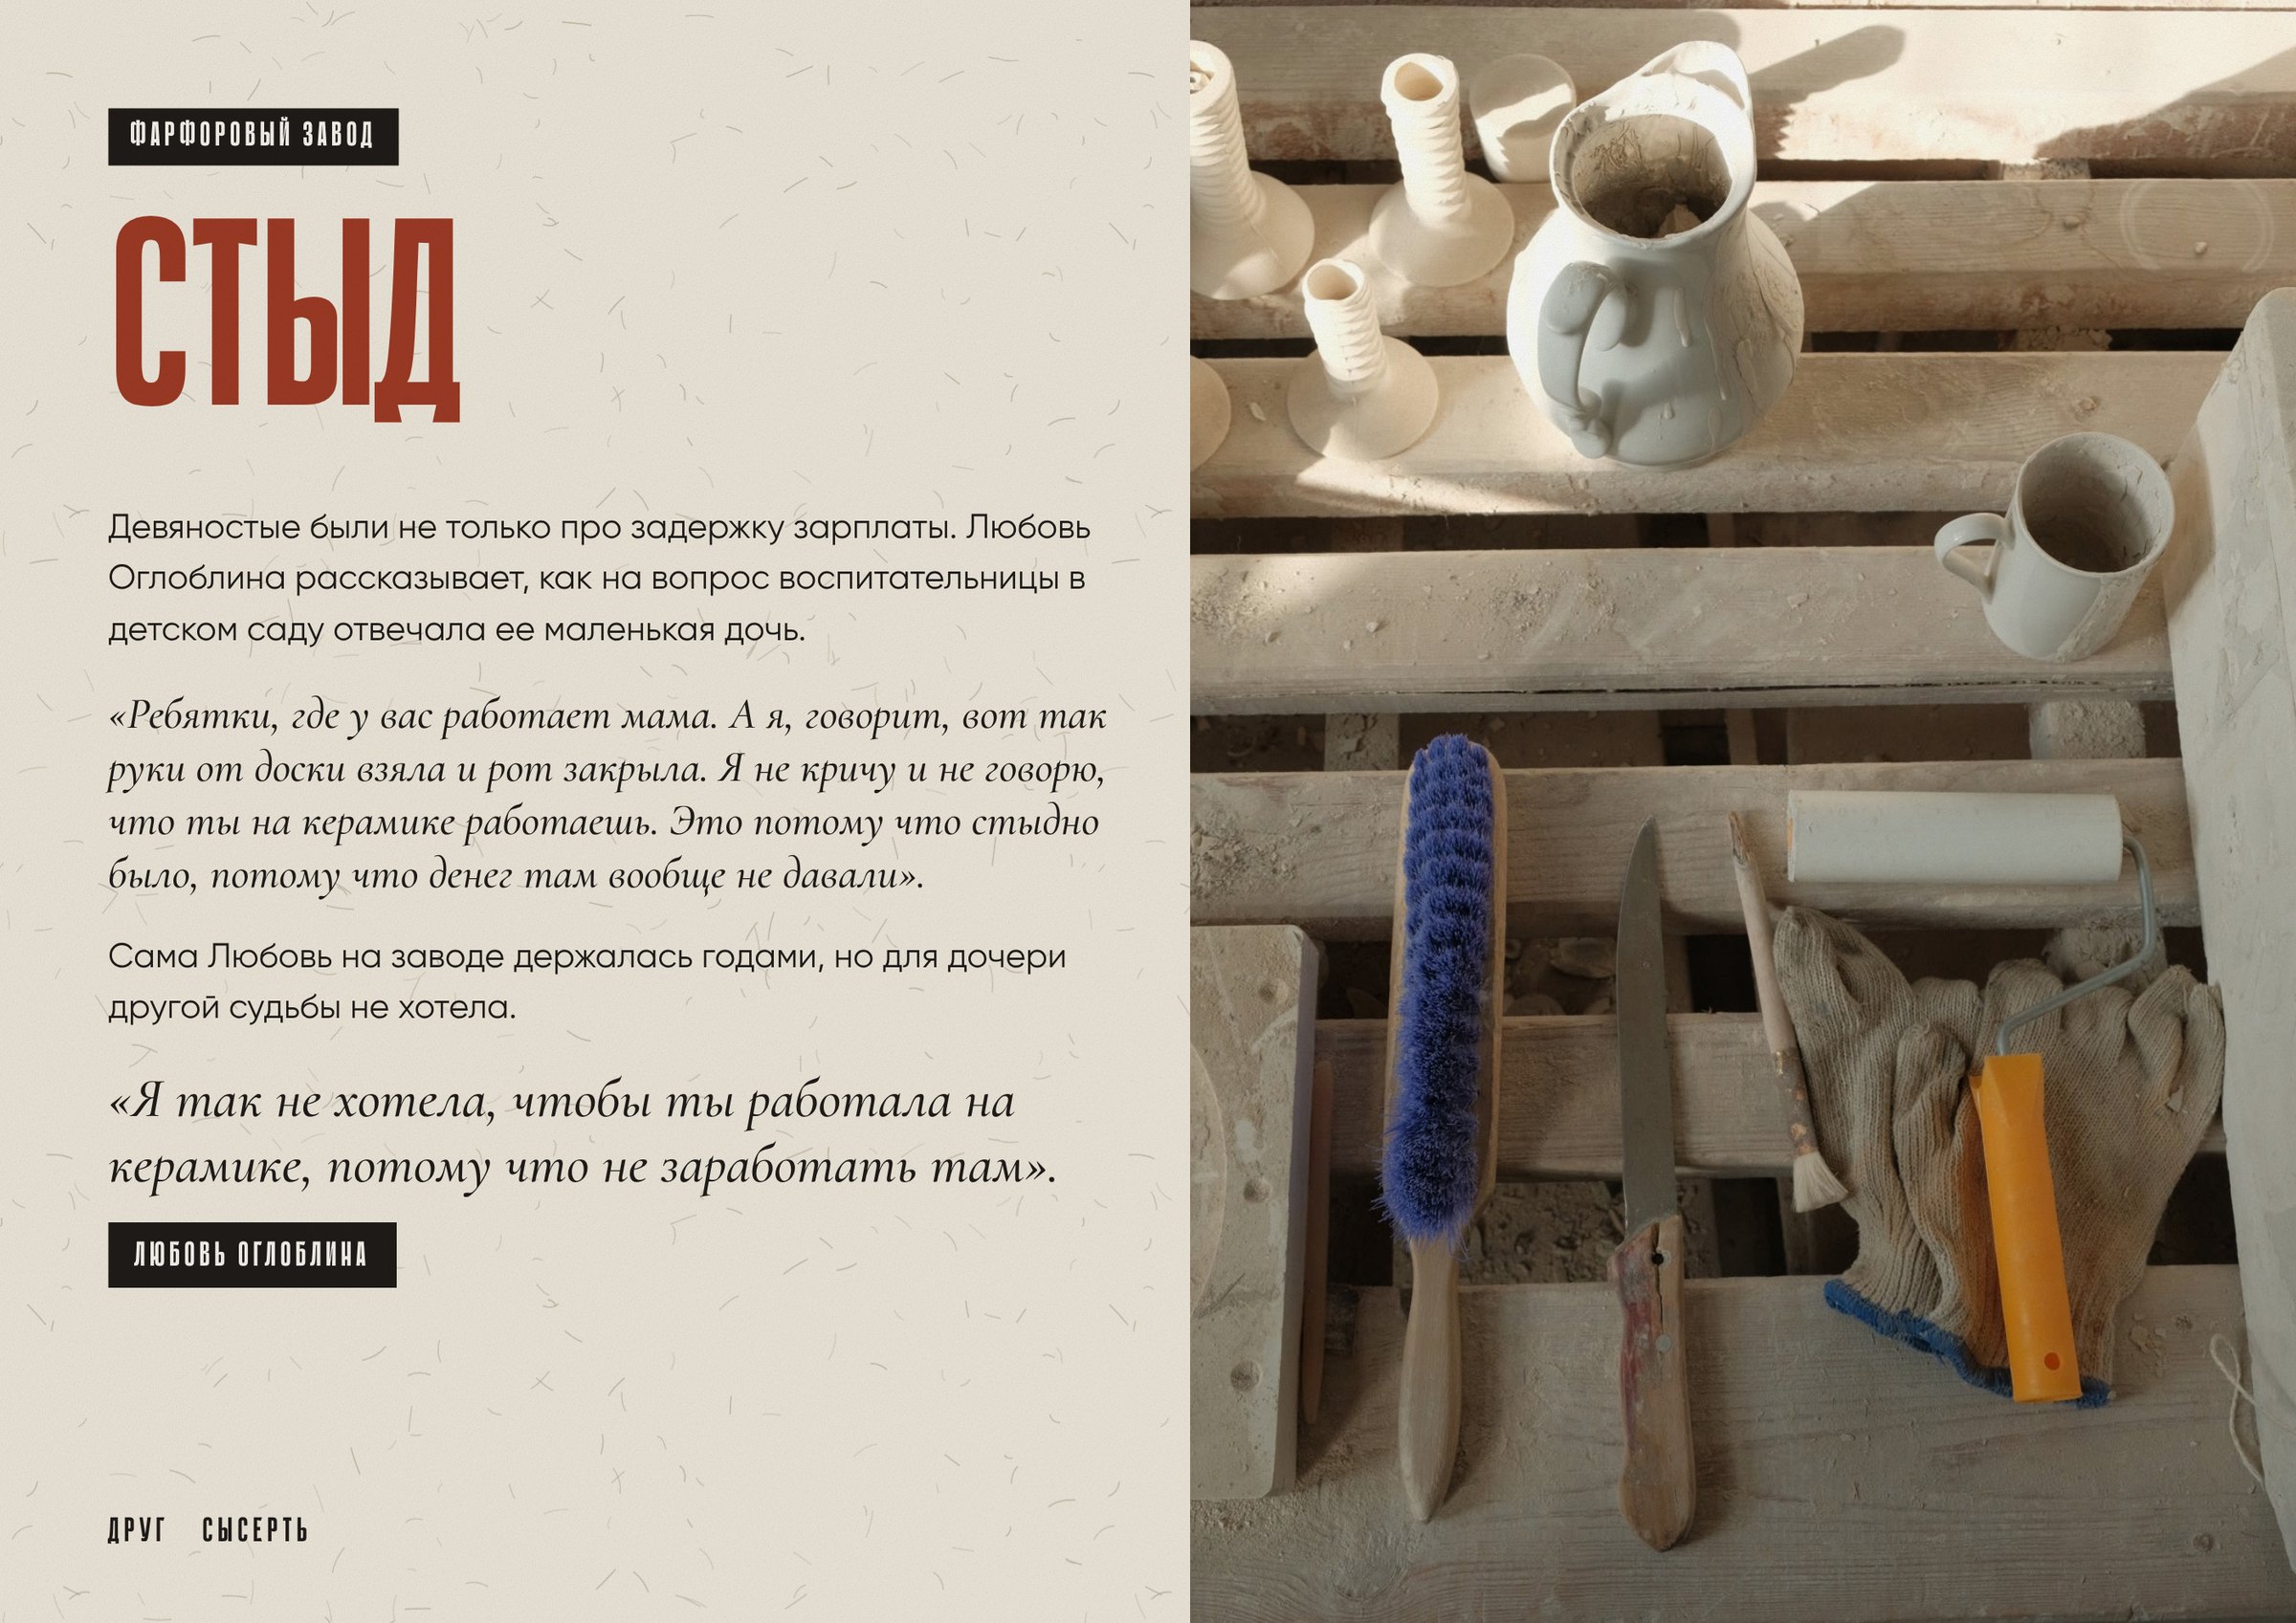 ФАРФОРОВЫЙ ЗАВОД
СТЫД
Девяностые были не только про задержку зарплаты. Любовь
Оглоблина рассказывает, как на вопрос воспитательницы в
детском саду отвечала ее маленькая дочь.
«Ребятки, где у вас работает мама. А я, говорит, вот так
руки от доски взяла и рот закрыла. Я не кричу и не говорю,
что ты на керамике работаешь. Это потому что стыдно
было, потому что денег там вообще не давали».
Сама Любовь на заводе держалась годами, но для дочери
другой судьбы не хотела.
«Я так не хотела, чтобы ты работала на
керамике, потому что не заработать там».
ЛЮБОВЬ ОГЛОБЛИНА
ДРУГ СЫСЕРТЬ